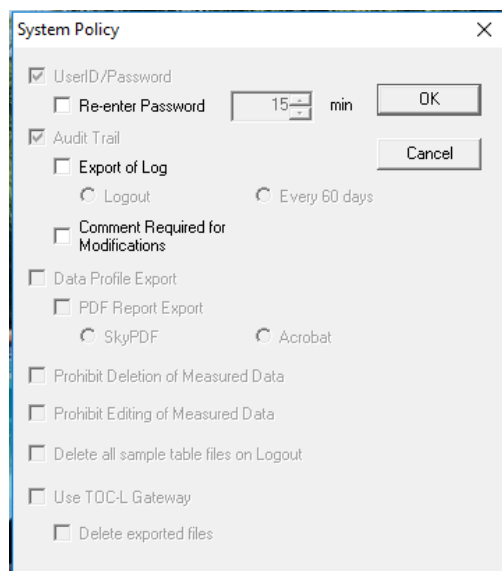 System Policy
UserID/Password
Re-enter Password 15 min OK
Audit Trail
Cancel
Export of Log
Logout Every 60 days
Comment Required for
Modifications
Data Profile Export
PDF Report Export
SkyPDF Acrobat
Prohibit Deletion of Measured Data
Prohibit Editing of Measured Data
Delete all sample table files on Logout
Use TOC-L Gateway
Delete exported files